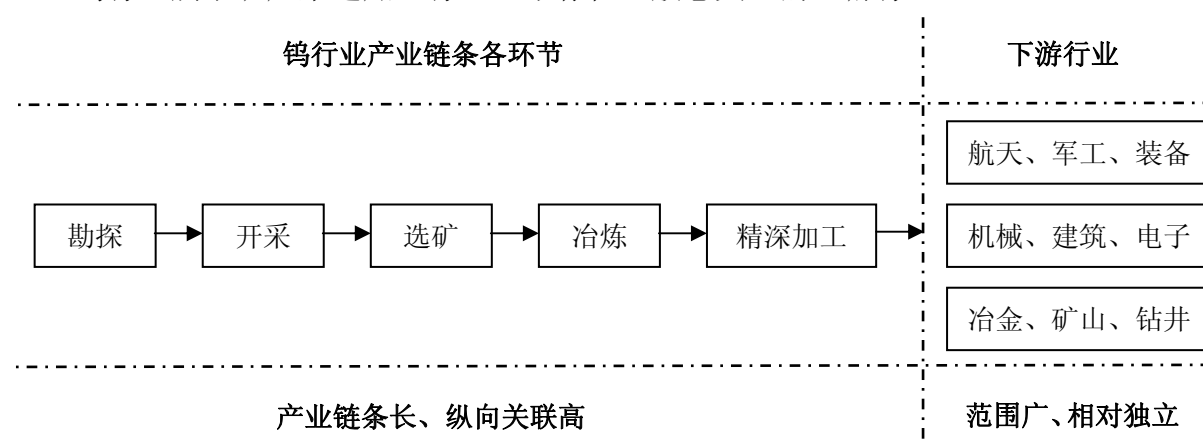 钨行业产业链条各环节
下游行业
航天、军工、装备
勘探
开采
选矿
冶炼
精深加工
机械、建筑、电子
冶金、矿山、钻井
产业链条长、纵向关联高
范围广、相对独立